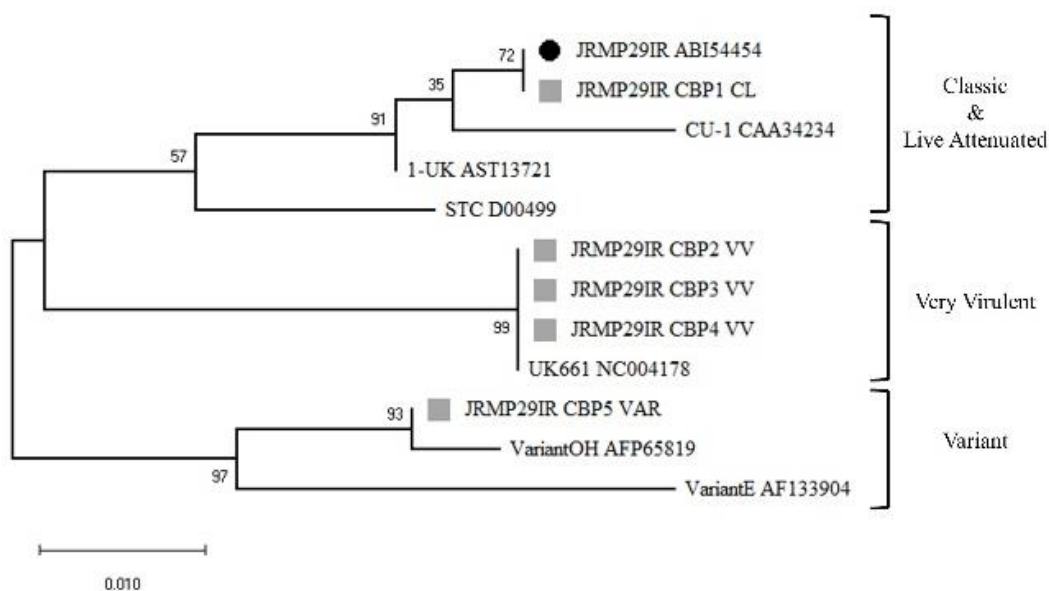 72
JRMP29IR ABI54454
35
JRMP29IR CBP1 CL
91
CU-1 CAA34234
57
1-UK AST13721
STC D00499
Classic
&
Live Attenuated
JRMP29IR CBP2 VV
JRMP29IR CBP3 VV
99
JRMP29IR CBP4 VV
UK661 NC004178
Very Virulent
93
JRMP29IR CBP5 VAR
VariantOH AFP65819
97
VariantE AF133904
Variant
0.010